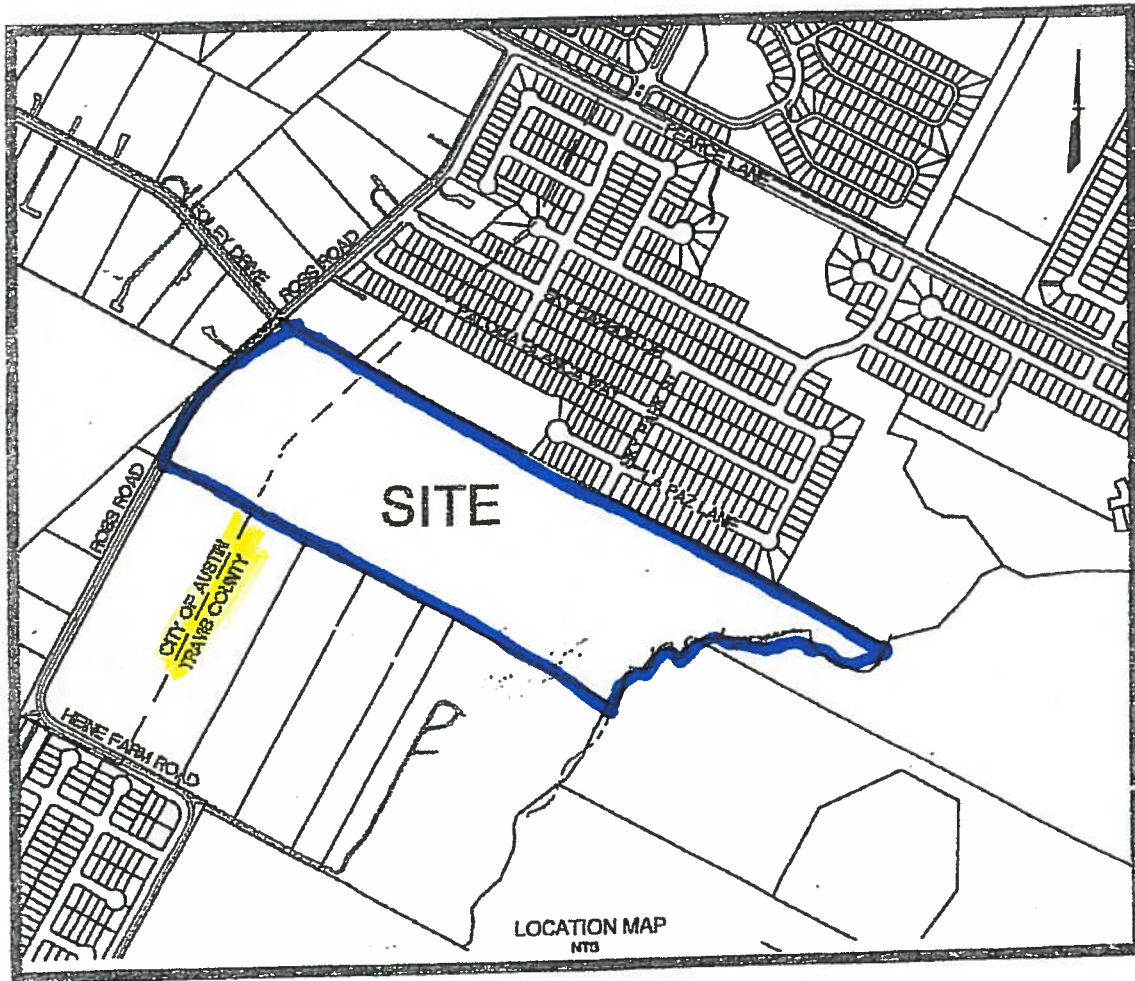 PEARCE LANE
ROSS ROAD
SITE
LA PAZ LANE
ROSS ROAD
CITY OF AUSTIN
TRAVIS COUNTY
HEINE FARM ROAD
LOCATION MAP
NTS